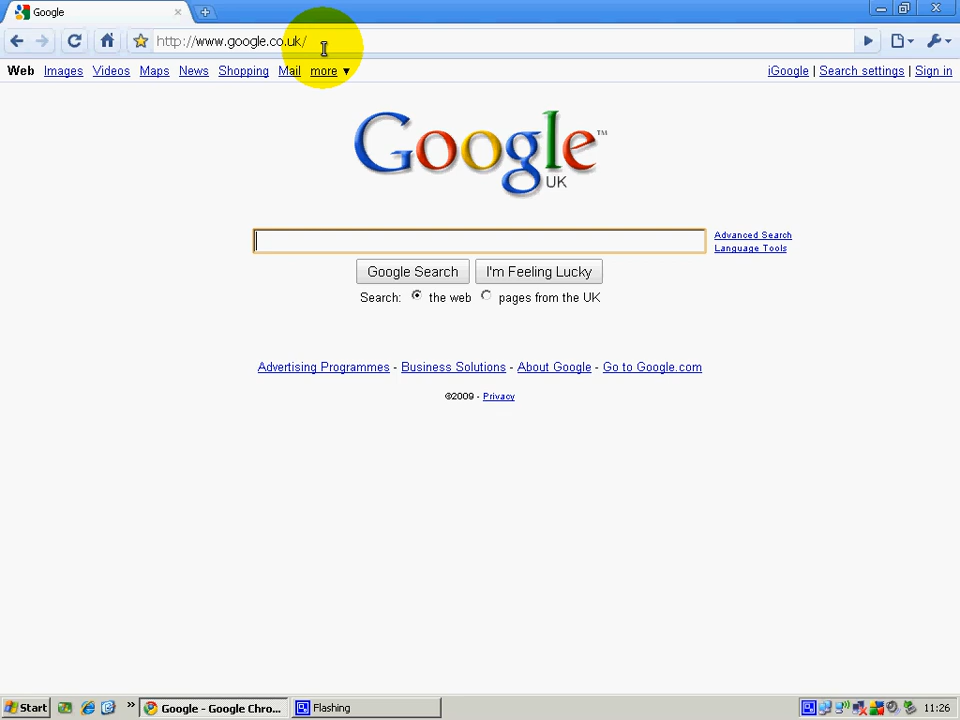 Google
http://www.google.co.uk/
Web Images Videos Maps News Shopping Mail more ▼
iGoogle | Search settings | Sign in
Google™
UK
Advanced Search
Language Tools
Google Search I'm Feeling Lucky
Search: the web pages from the UK
Advertising Programmes - Business Solutions - About Google - Go to Google.com
©2009 - Privacy
Start » Google - Google Chro... Flashing 11:26